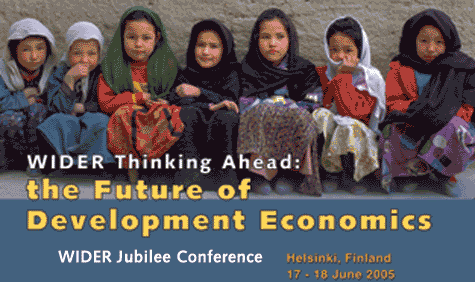 WIDER Thinking Ahead:
the Future of
Development Economics
WIDER Jubilee Conference
Helsinki, Finland
17 - 18 June 2005